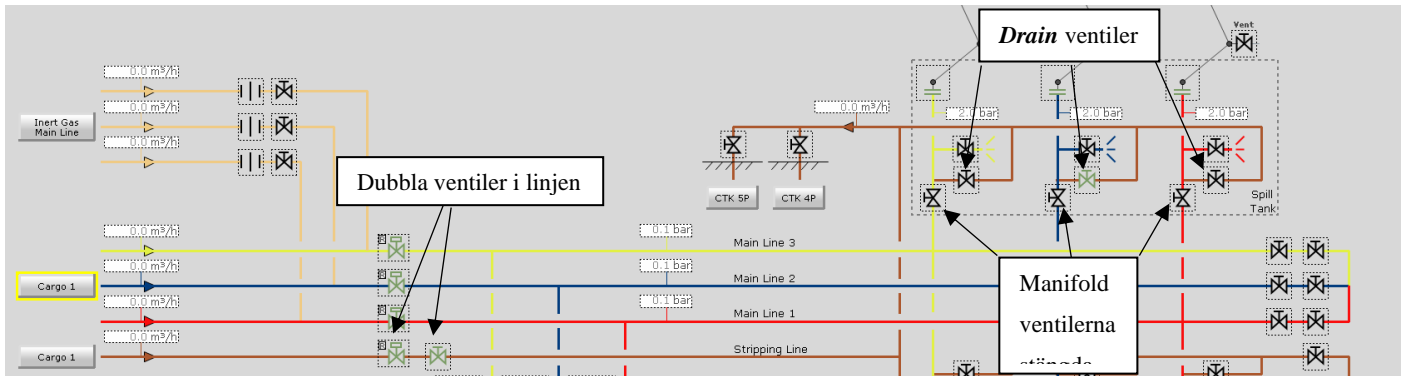 Drain ventiler
Vent
0.0 m³/h
0.0 m³/h
0.0 m³/h
Inert Gas
Main Line
0.0 m³/h
2.0 bar
2.0 bar
2.0 bar
Dubbla ventiler i linjen
CTK 5P
CTK 4P
Spill
Tank
0.0 m³/h
0.1 bar
Main Line 3
0.0 m³/h
0.1 bar
Main Line 2
Cargo 1
0.0 m³/h
0.1 bar
Main Line 1
0.0 m³/h
Stripping Line
Cargo 1
Manifold
ventilerna